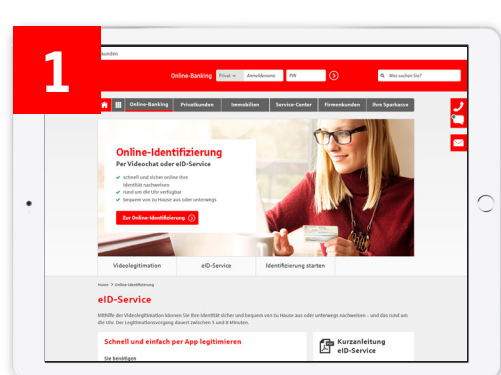 1
kunden
Online-Banking Privat Anmeldename PIN Was suchen Sie?
Online-Banking Privatkunden Immobilien Service-Center Firmenkunden Ihre Sparkasse
Online-Identifizierung
Per Videochat oder eID-Service
schnell und sicher online Ihre
Identität nachweisen
rund um die Uhr verfügbar
bequem von zu Hause aus oder unterwegs
Zur Online-Identifizierung
Videolegitimation eID-Service Identifizierung starten
Home > Online-Identifizierung
eID-Service
Mithilfe der Videolegitimation können Sie Ihre Identität sicher und bequem von zu Hause aus oder unterwegs nachweisen – und das rund um
die Uhr. Der Legitimationsvorgang dauert zwischen 5 und 8 Minuten.
Schnell und einfach per App legitimieren
Sie benötigen
Kurzanleitung
eID-Service